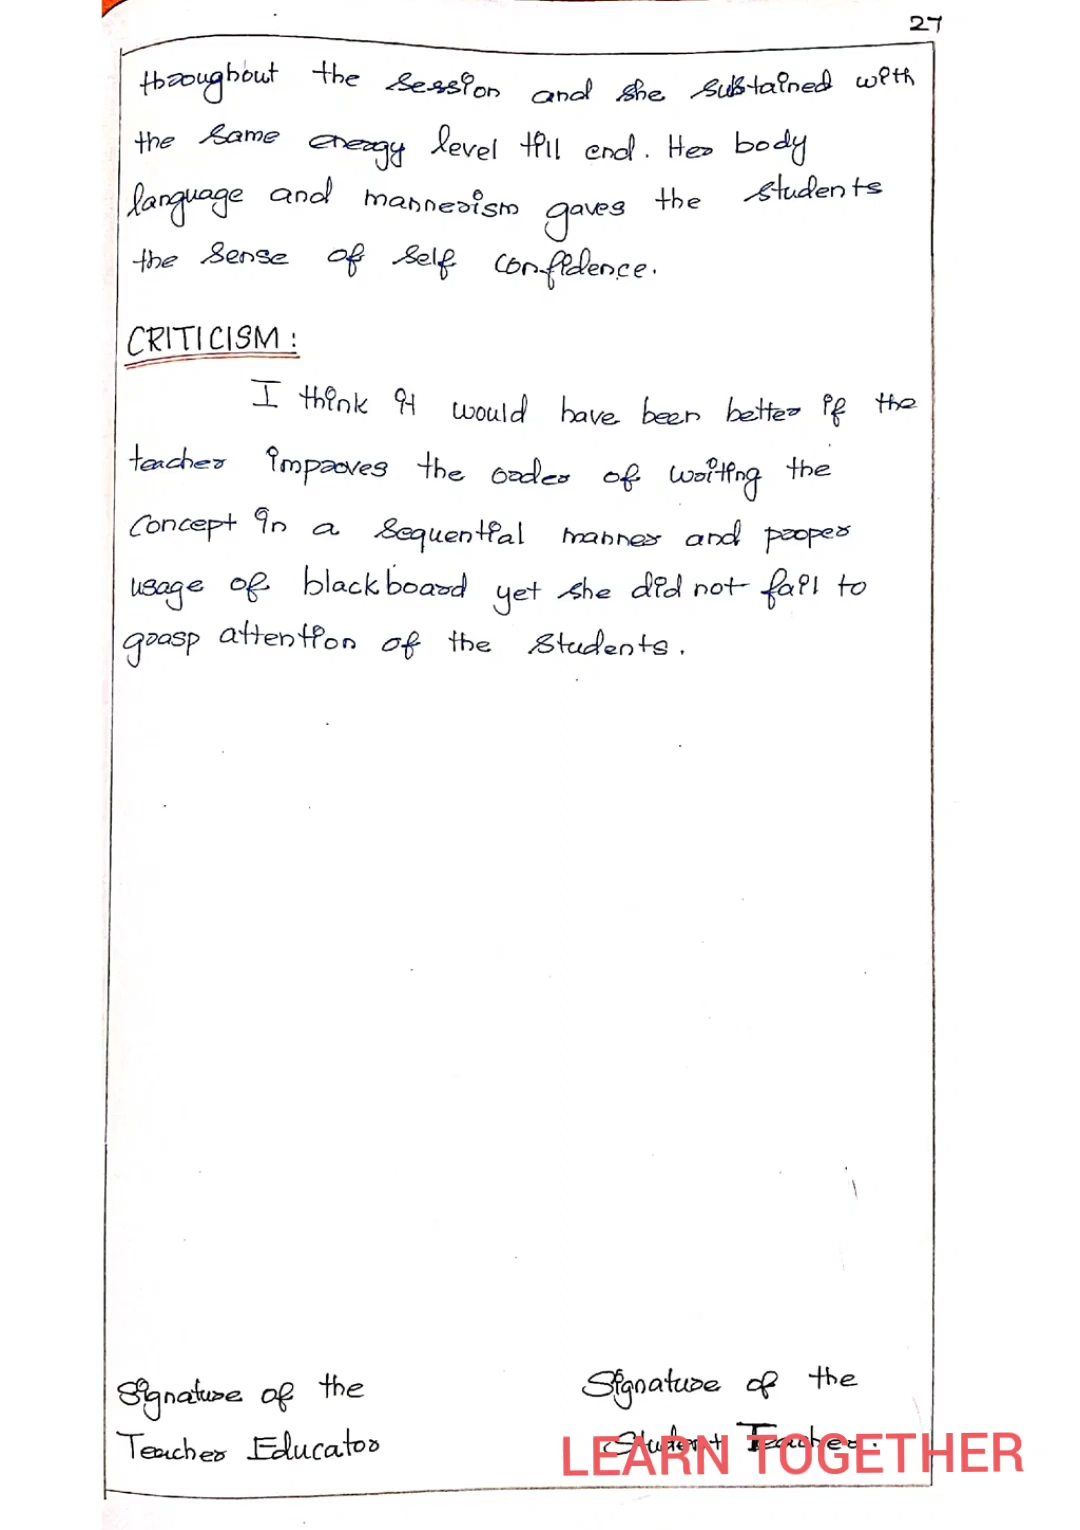 27
throughout the session and she substained with
the same energy level till end. Her body
language and mannerism gaves the students
the sense of self confidence.
CRITICISM:
I think it would have been better if the
teacher improves the order of writing the
concept in a sequential manner and proper
usage of blackboard yet she did not fail to
grasp attention of the students.
Signature of the
Teacher Educator
Signature of the
Student Teacher.
LEARN TOGETHER